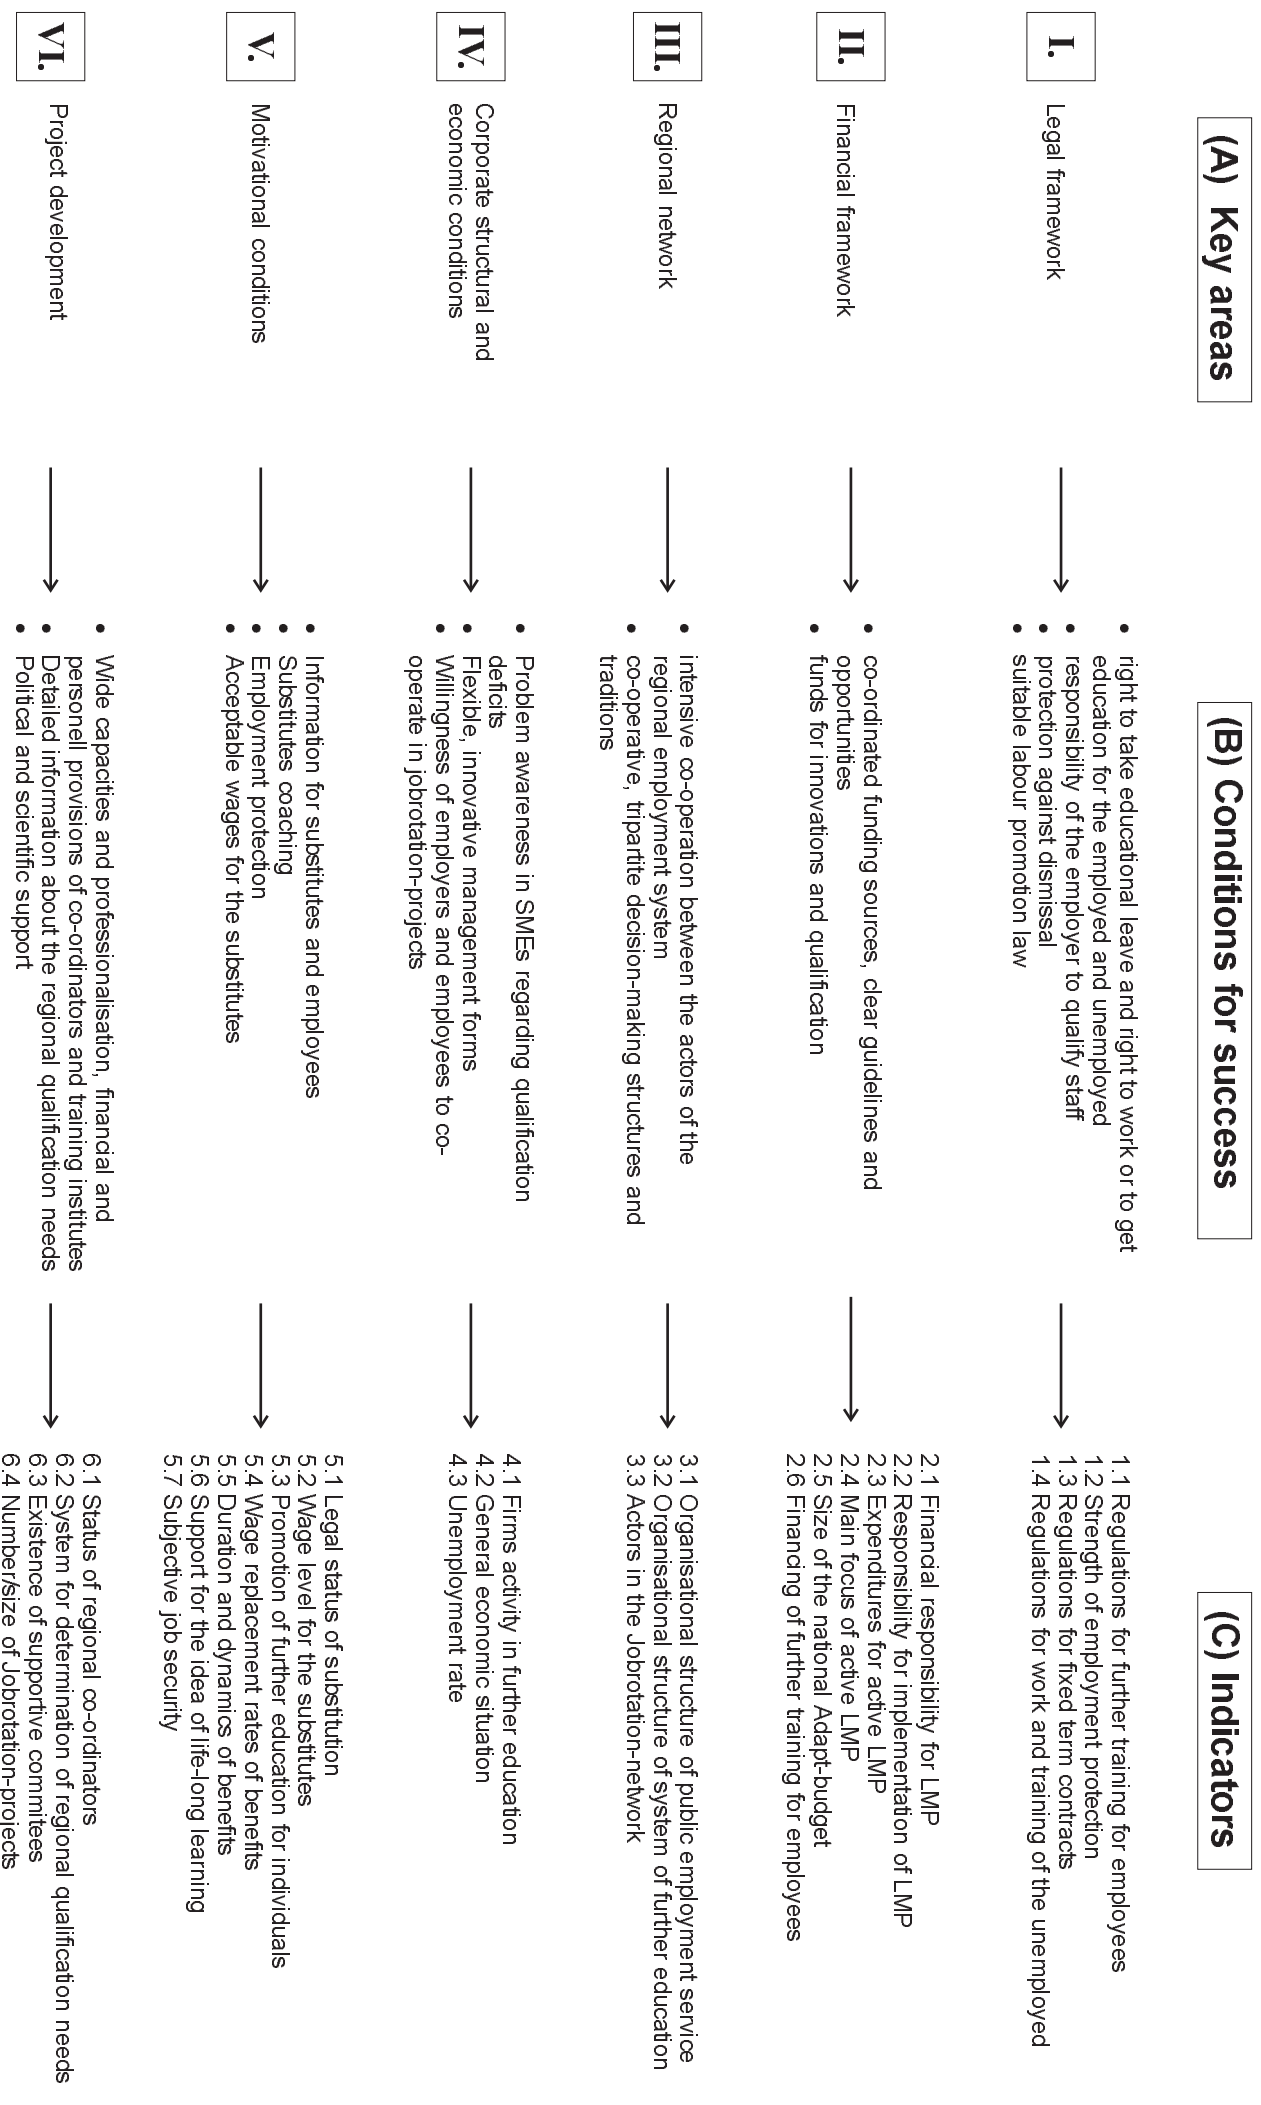 (A) Key areas
(B) Conditions for success
(C) Indicators
I.
Legal framework
• right to take educational leave and right to work or to get
education for the employed and unemployed
• responsibility of the employer to qualify staff
• protection against dismissal
• suitable labour promotion law
1.1 Regulations for further training for employees
1.2 Strength of employment protection
1.3 Regulations for fixed term contracts
1.4 Regulations for work and training of the unemployed
II.
Financial framework
• co-ordinated funding sources, clear guidelines and
opportunities
• funds for innovations and qualification
2.1 Financial responsibility for LMP
2.2 Responsibility for implementation of LMP
2.3 Expenditures for active LMP
2.4 Main focus of active LMP
2.5 Size of the national Adapt-budget
2.6 Financing of further training for employees
III.
Regional network
• intensive co-operation between the actors of the
regional employment system
• co-operative, tripartite decision-making structures and
traditions
3.1 Organisational structure of public employment service
3.2 Organisational structure of system of further education
3.3 Actors in the Jobrotation-network
IV.
Corporate structural and
economic conditions
• Problem awareness in SMEs regarding qualification
deficits
• Flexible, innovative management forms
• Willingness of employers and employees to co-
operate in jobrotation-projects
4.1 Firms activity in further education
4.2 General economic situation
4.3 Unemployment rate
V.
Motivational conditions
• Information for substitutes and employees
• Substitutes coaching
• Employment protection
• Acceptable wages for the substitutes
5.1 Legal status of substitution
5.2 Wage level for the substitutes
5.3 Promotion of further education for individuals
5.4 Wage replacement rates of benefits
5.5 Duration and dynamics of benefits
5.6 Support for the idea of life-long learning
5.7 Subjective job security
VI.
Project development
• Wide capacities and professionalisation, financial and
personell provisions of co-ordinators and training institutes
• Detailed information about the regional qualification needs
• Political and scientific support
6.1 Status of regional co-ordinators
6.2 System for determination of regional qualification needs
6.3 Existence of supportive commitees
6.4 Number/size of Jobrotation-projects